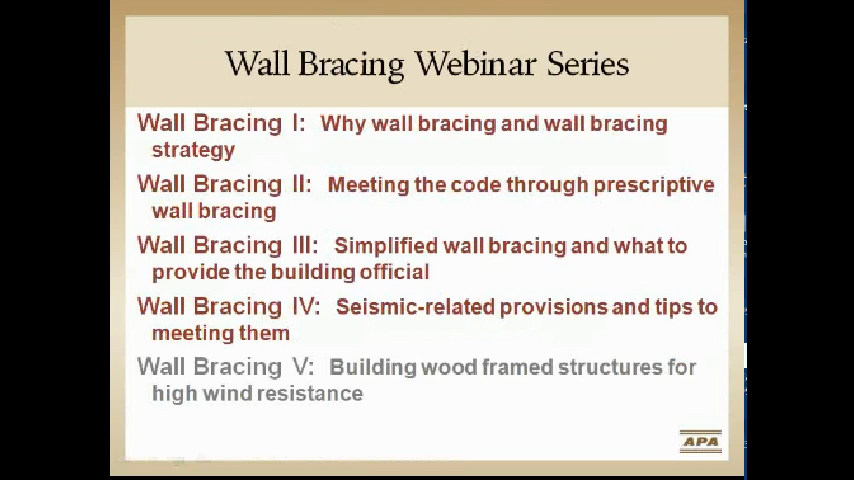 Wall Bracing Webinar Series
Wall Bracing I: Why wall bracing and wall bracing
strategy
Wall Bracing II: Meeting the code through prescriptive
wall bracing
Wall Bracing III: Simplified wall bracing and what to
provide the building official
Wall Bracing IV: Seismic-related provisions and tips to
meeting them
Wall Bracing V: Building wood framed structures for
high wind resistance
APA